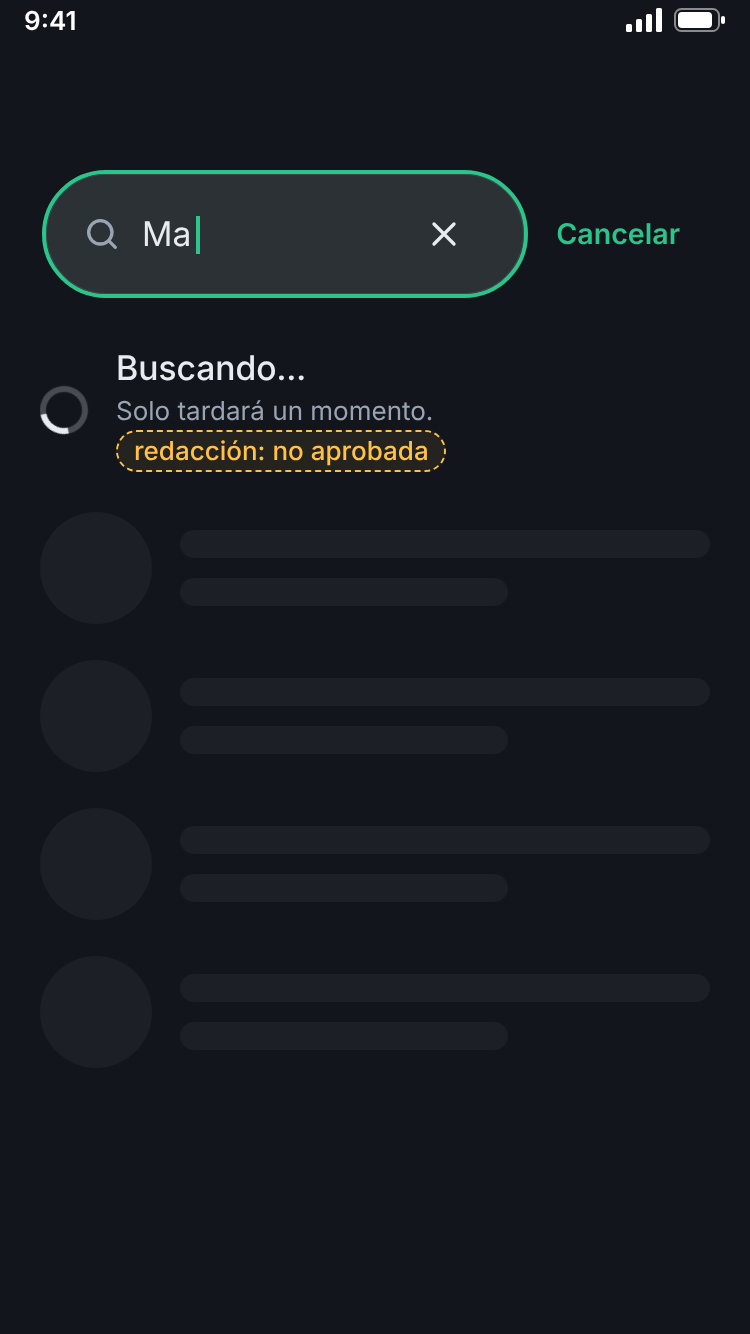 9:41
Ma
Cancelar
Buscando...
Solo tardará un momento.
redacción: no aprobada